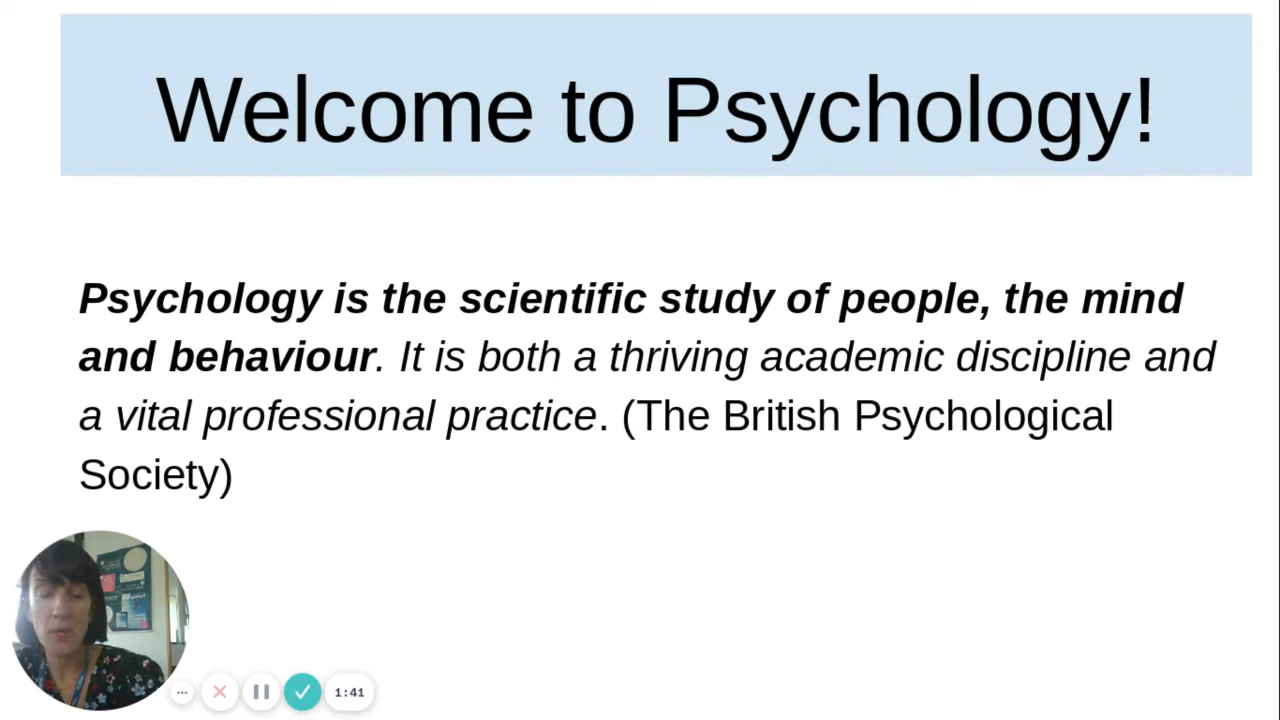 Welcome to Psychology!
Psychology is the scientific study of people, the mind
and behaviour. It is both a thriving academic discipline and
a vital professional practice. (The British Psychological
Society)
1:41